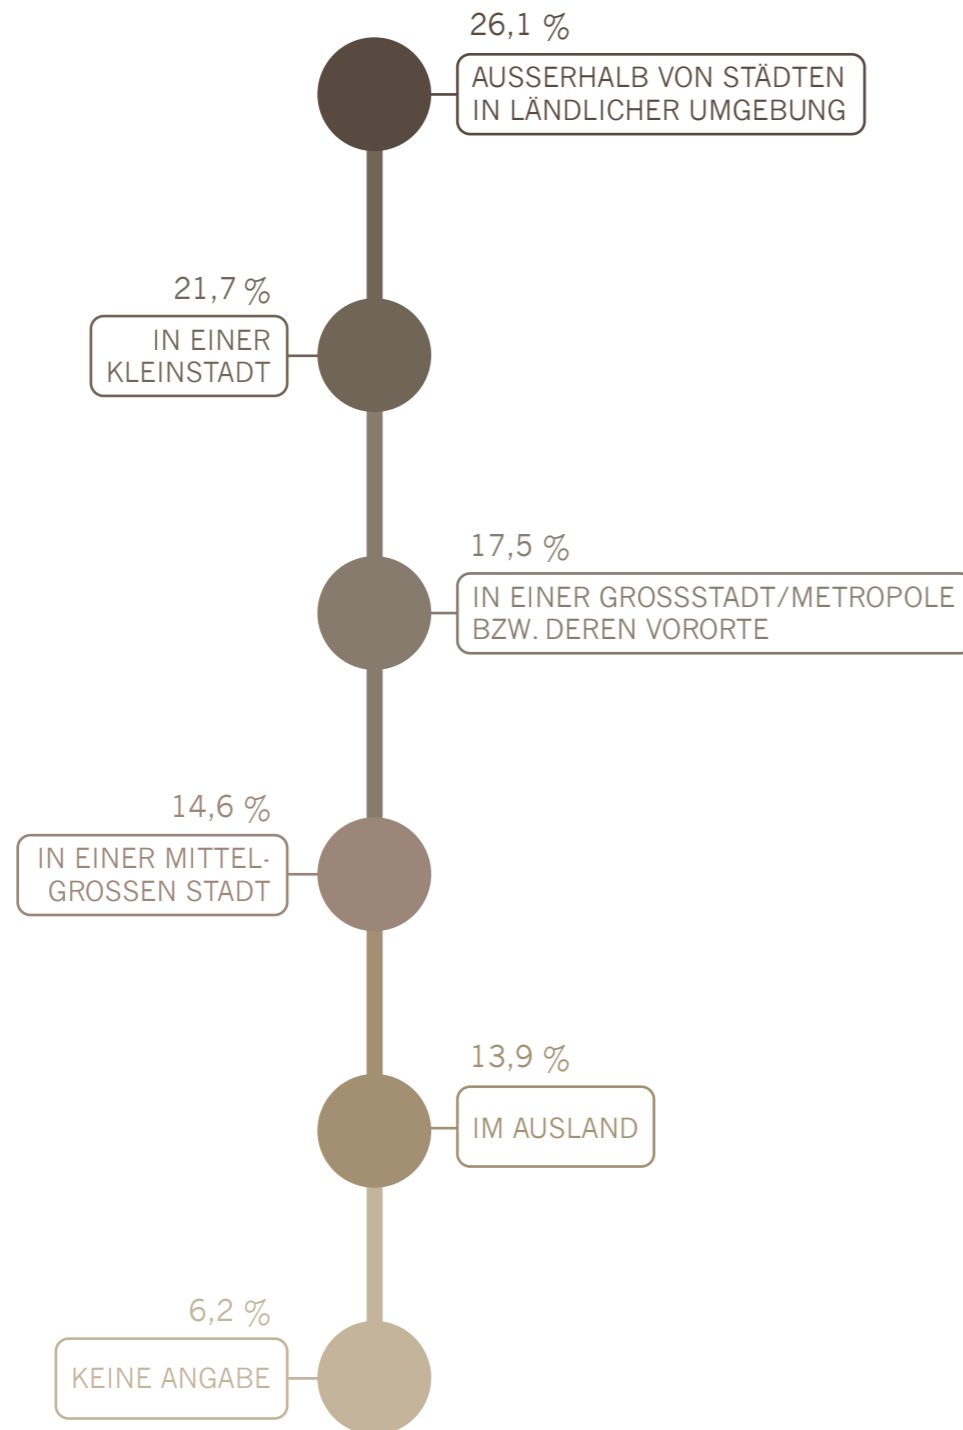 26,1 %
AUSSERHALB VON STÄDTEN
IN LÄNDLICHER UMGEBUNG
21,7 %
IN EINER
KLEINSTADT
17,5 %
IN EINER GROSSSTADT/METROPOLE
BZW. DEREN VORORTE
14,6 %
IN EINER MITTEL-
GROSSEN STADT
13,9 %
IM AUSLAND
6,2 %
KEINE ANGABE